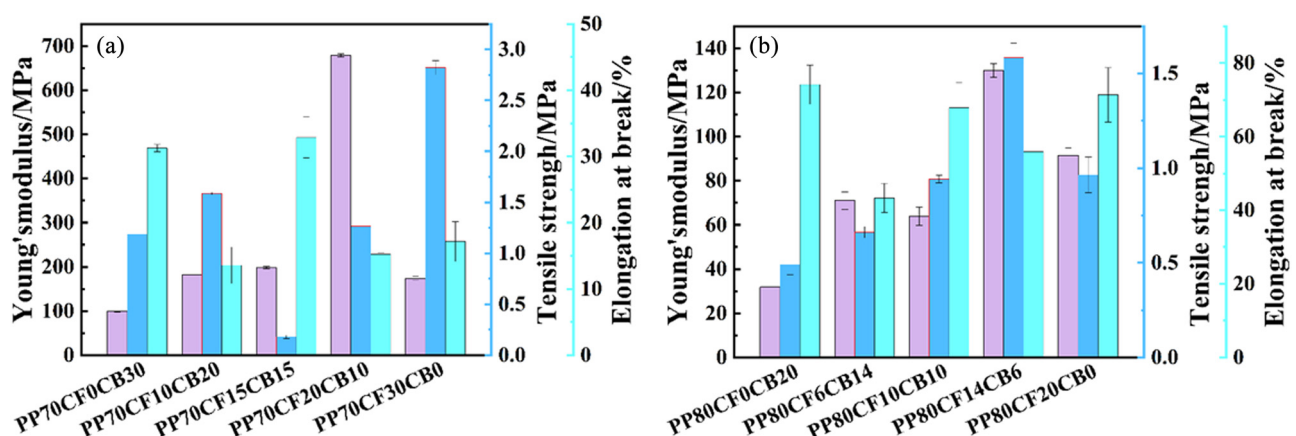 (a)
Young'smodulus/MPa
700
600
500
400
300
200
100
0
3.0
2.5
2.0
1.5
1.0
0.5
0.0
Tensile strengh/MPa
50
40
30
20
10
0
Elongation at break/%
PP70CF0CB30
PP70CF10CB20
PP70CF15CB15
PP70CF20CB10
PP70CF30CB0
(b)
Young'smodulus/MPa
140
120
100
80
60
40
20
0
1.5
1.0
0.5
0.0
Tensile strengh/MPa
80
60
40
20
0
Elongation at break/%
PP80CF0CB20
PP80CF6CB14
PP80CF10CB10
PP80CF14CB6
PP80CF20CB0